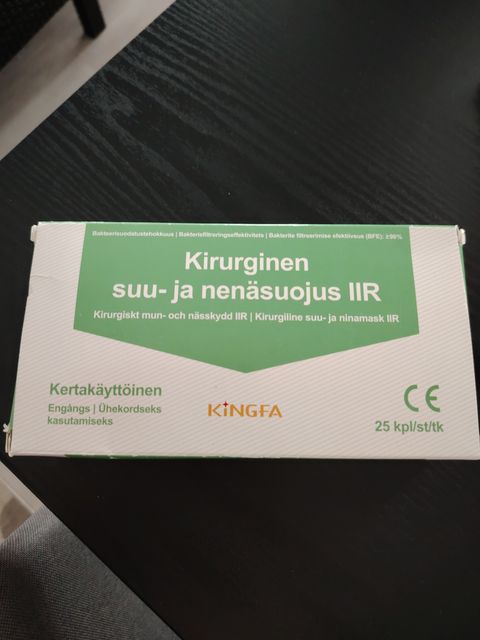 Bakteerisuodatustehokkuus | Bakteriefiltreringseffektivitets | Bakterite filtreerimise efektiivsus (BFE): ≥98%
Kirurginen
suu- ja nenäsuojus IIR
Kirurgiskt mun- och nässkydd IIR | Kirurgiline suu- ja ninamask IIR
Kertakäyttöinen
Engångs | Ühekordseks
kasutamiseks
KINGFA
CE
25 kpl/st/tk